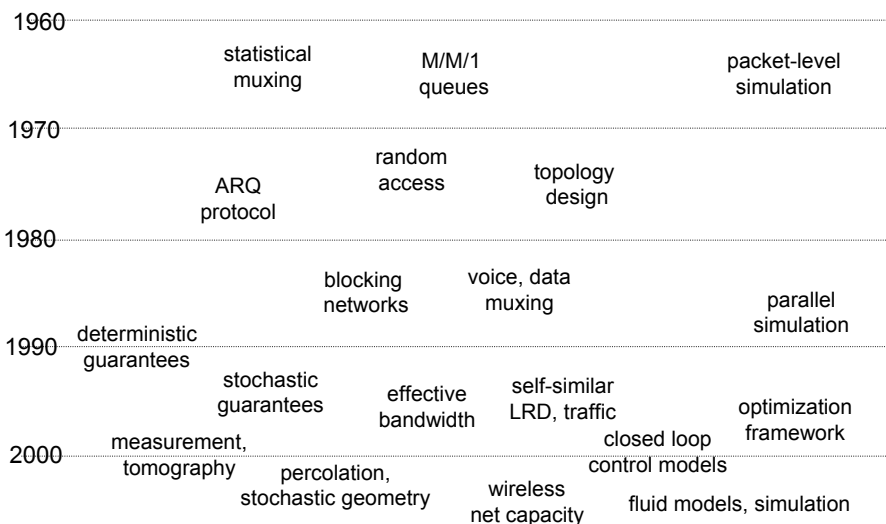 1960
statistical
muxing
M/M/1
queues
packet-level
simulation
1970
random
access
ARQ
protocol
topology
design
1980
blocking
networks
voice, data
muxing
parallel
simulation
deterministic
guarantees
1990
stochastic
guarantees
effective
bandwidth
self-similar
LRD, traffic
optimization
framework
measurement,
tomography
closed loop
control models
2000
percolation,
stochastic geometry
wireless
net capacity
fluid models, simulation